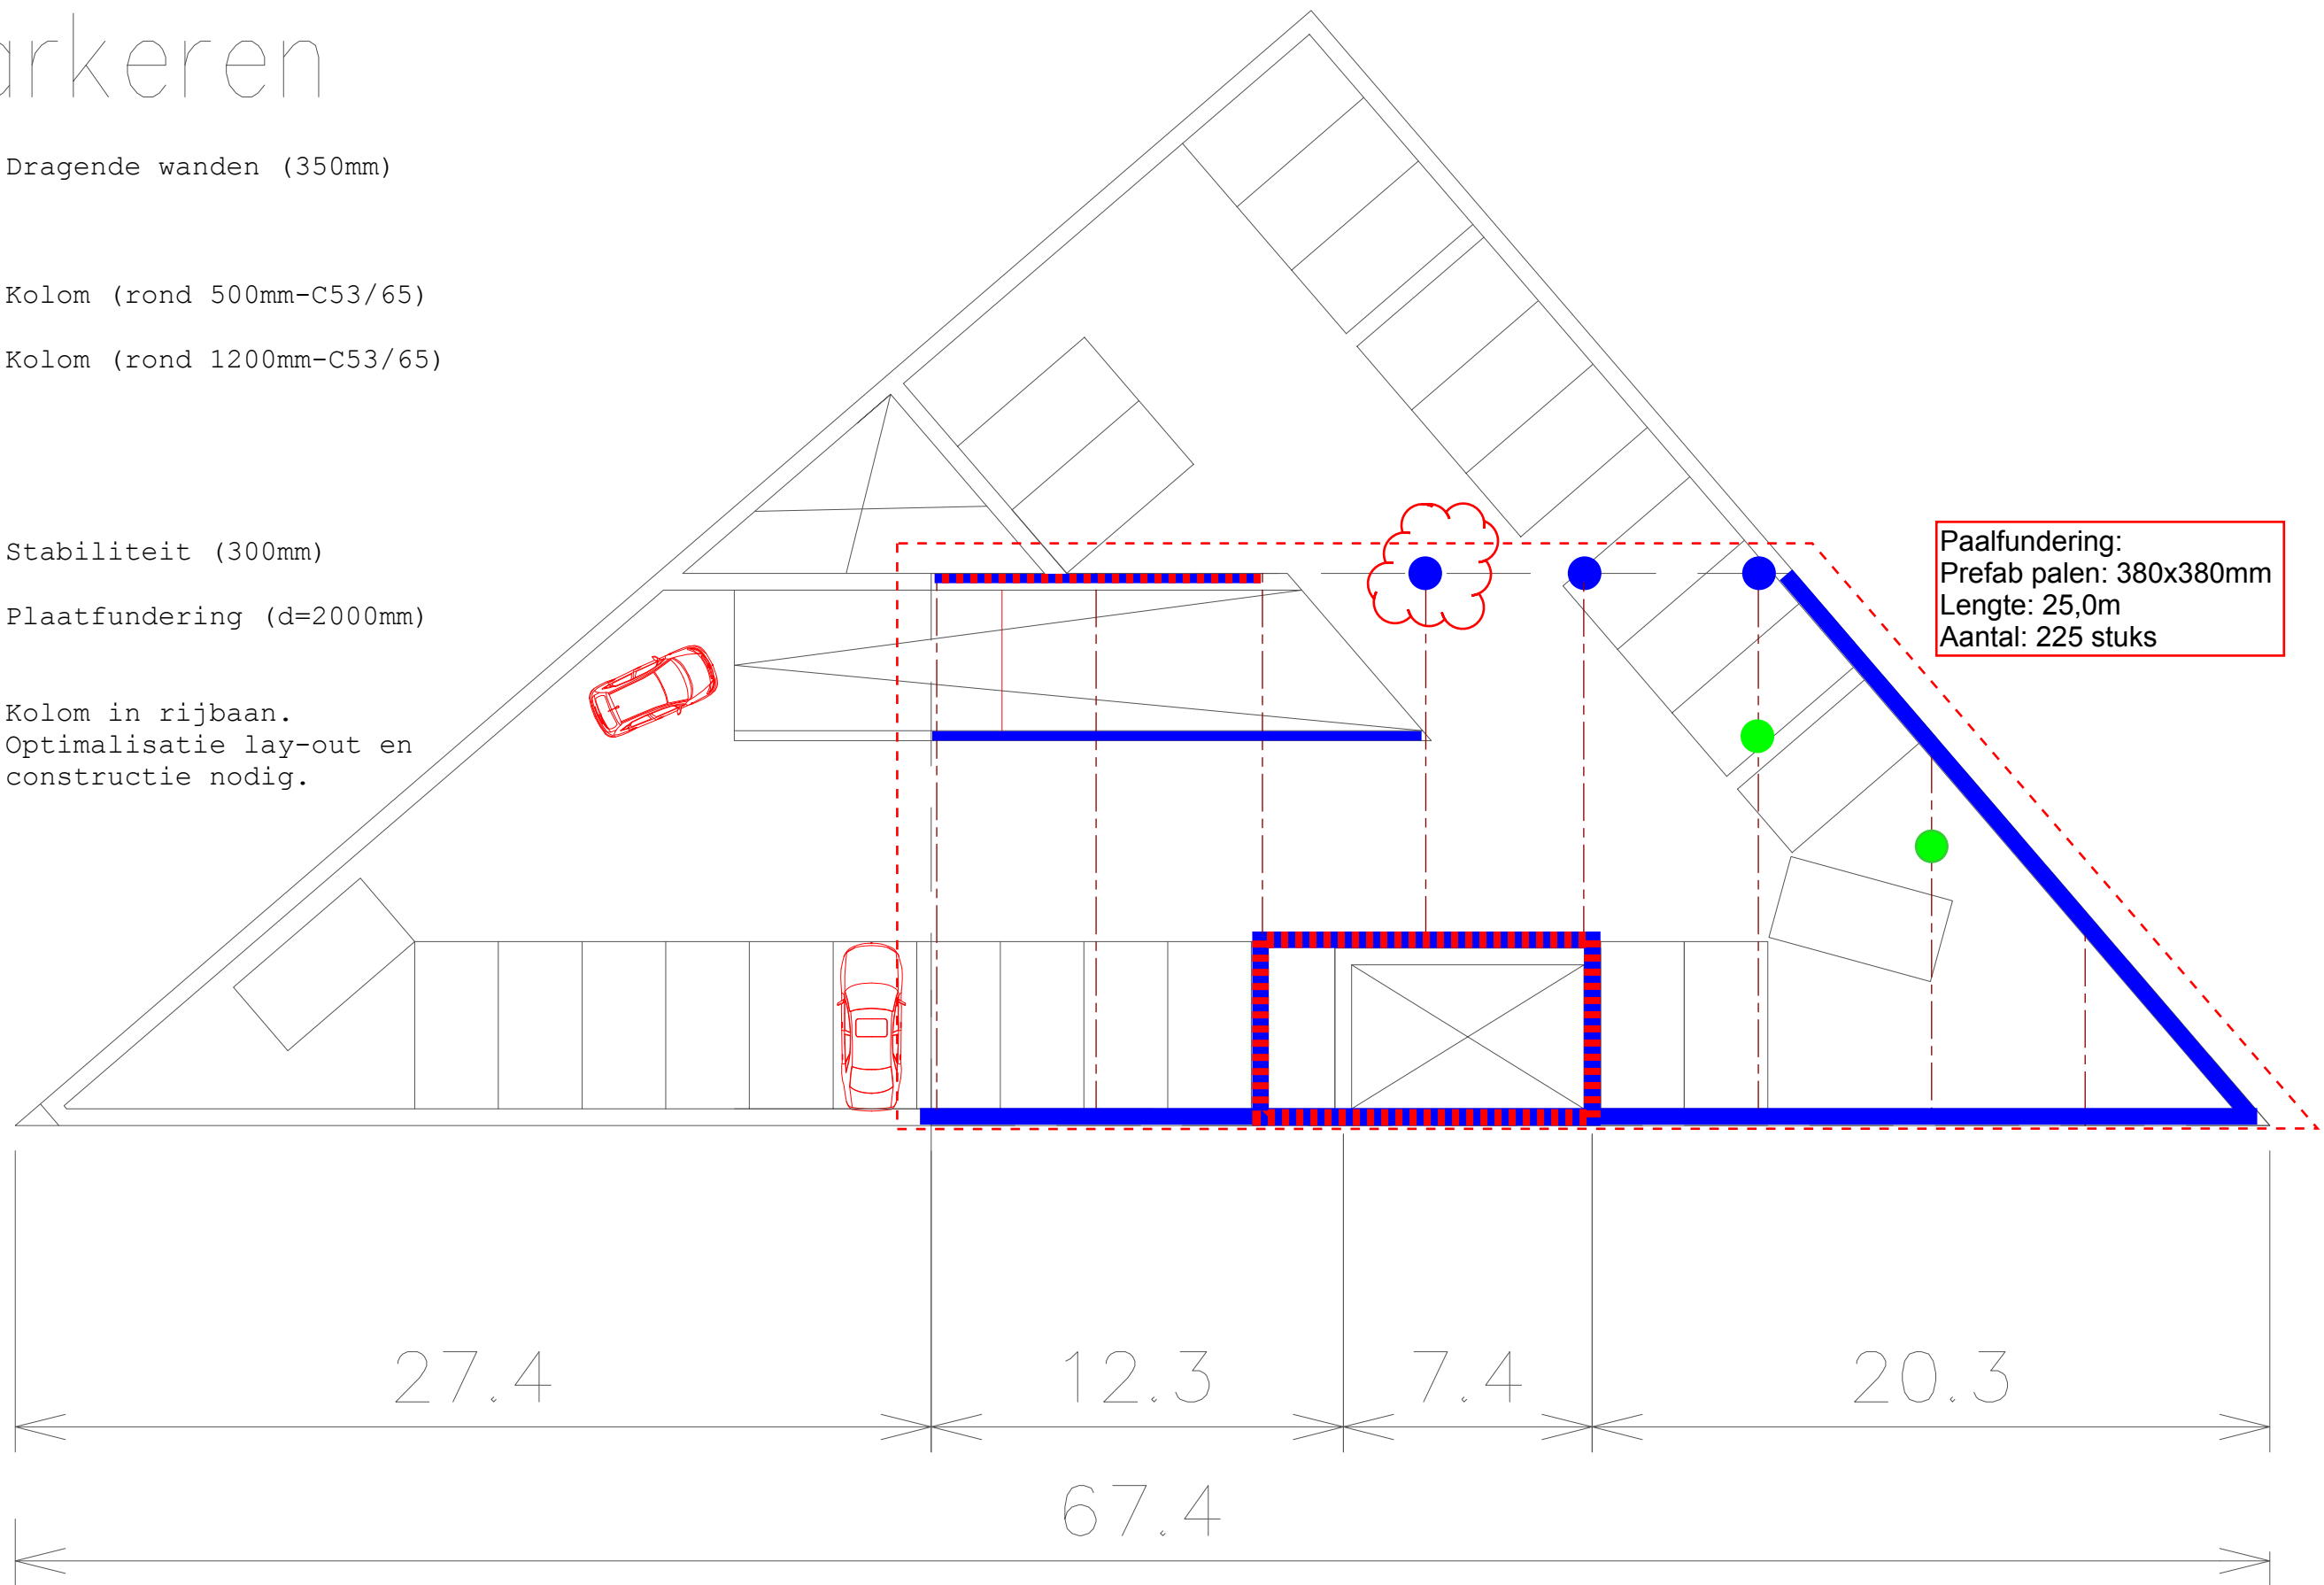 arkeren
Dragende wanden (350mm)
Kolom (rond 500mm-C53/65)
Kolom (rond 1200mm-C53/65)
Stabiliteit (300mm)
Plaatfundering (d=2000mm)
Kolom in rijbaan.
Optimalisatie lay-out en
constructie nodig.
Paalfundering:
Prefab palen: 380x380mm
Lengte: 25,0m
Aantal: 225 stuks
27.4
12.3
7.4
20.3
67.4